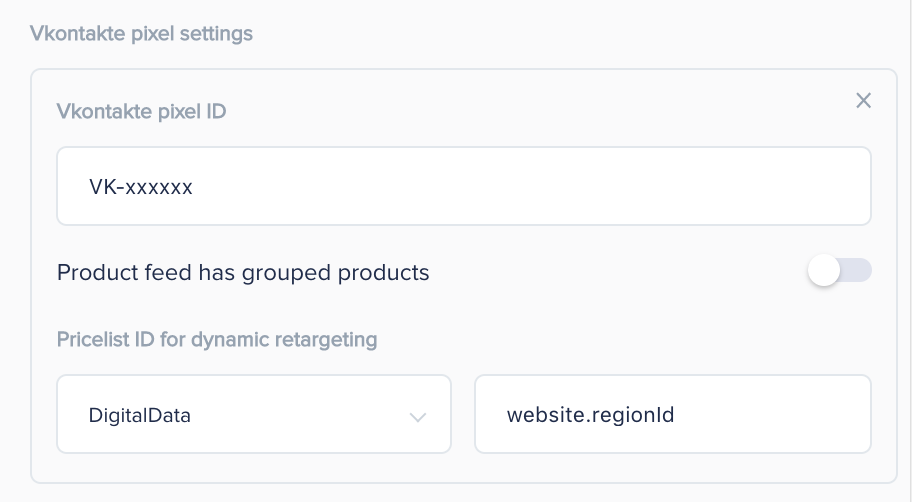 Vkontakte pixel settings
Vkontakte pixel ID
VK-xxxxxx
Product feed has grouped products
Pricelist ID for dynamic retargeting
DigitalData
website.regionId